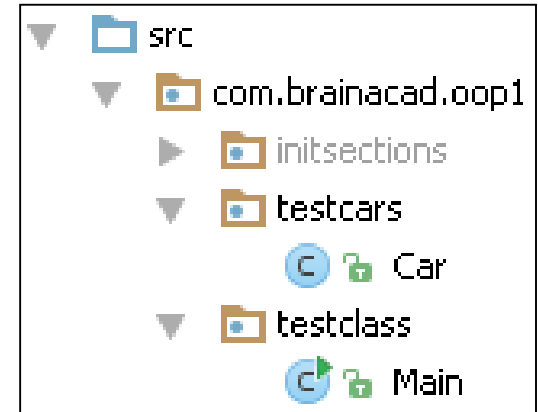 src
com.brainacad.oop1
initsections
testcars
C Car
testclass
C Main